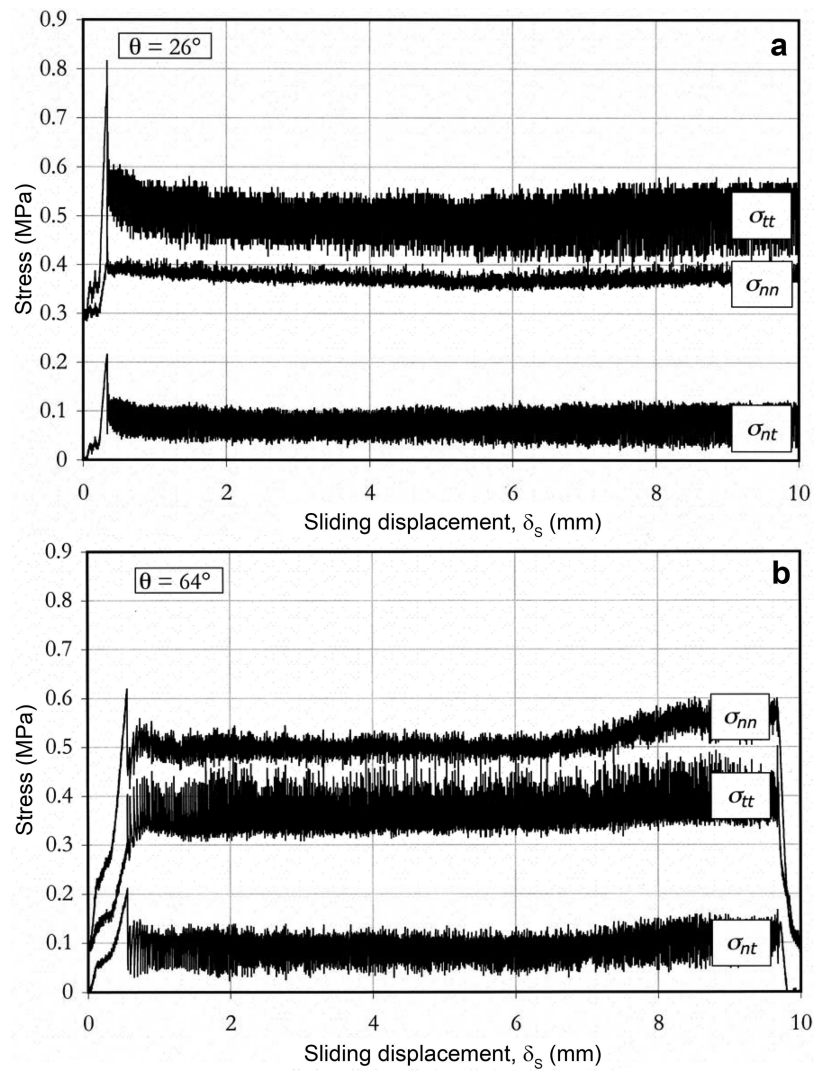 0.9
θ = 26°
a
0.8
0.7
0.6
0.5
σtt
0.4
σnn
0.3
0.2
0.1
σnt
0
0 2 4 6 8 10
Stress (MPa)
Sliding displacement, δS (mm)
0.9
θ = 64°
b
0.8
0.7
0.6
σnn
0.5
0.4
σtt
0.3
0.2
0.1
σnt
0
0 2 4 6 8 10
Stress (MPa)
Sliding displacement, δS (mm)